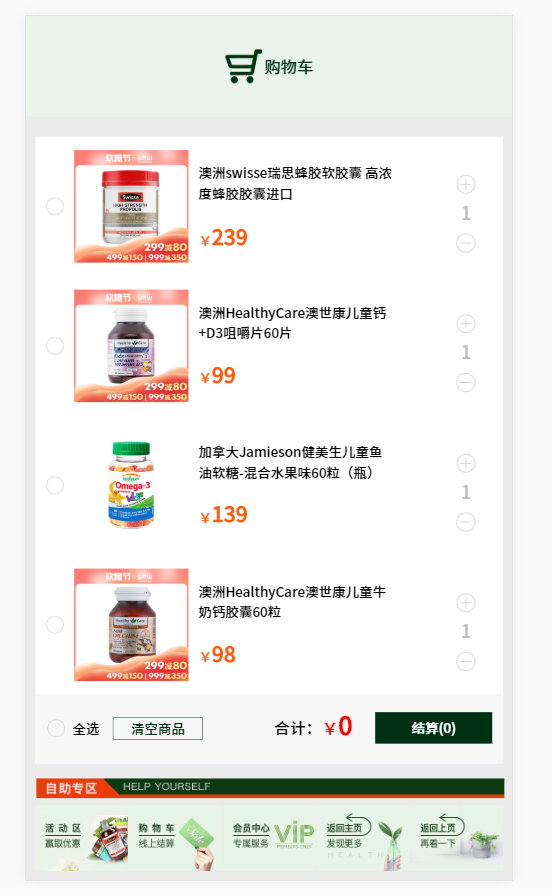 购物车
软糖节
Swisse
HIGH STRENGTH
PROPOLIS
299减80
499减150 | 999减350
澳洲swisse瑞思蜂胶软胶囊 高浓
度蜂胶胶囊进口
¥239
+
1
−
软糖节
Healthy Care
299减80
499减150 | 999减350
澳洲HealthyCare澳世康儿童钙
+D3咀嚼片60片
¥99
+
1
−
Omega-3
加拿大Jamieson健美生儿童鱼
油软糖-混合水果味60粒（瓶）
¥139
+
1
−
软糖节
Healthy Care
299减80
499减150 | 999减350
澳洲HealthyCare澳世康儿童牛
奶钙胶囊60粒
¥98
+
1
−
全选
清空商品
合计：¥0
结算(0)
自助专区
HELP YOURSELF
活动区
赢取优惠
购物车
线上结算
Sale
会员中心
专属服务
VIP
返回主页
发现更多
HEALTH
返回上页
再看一下